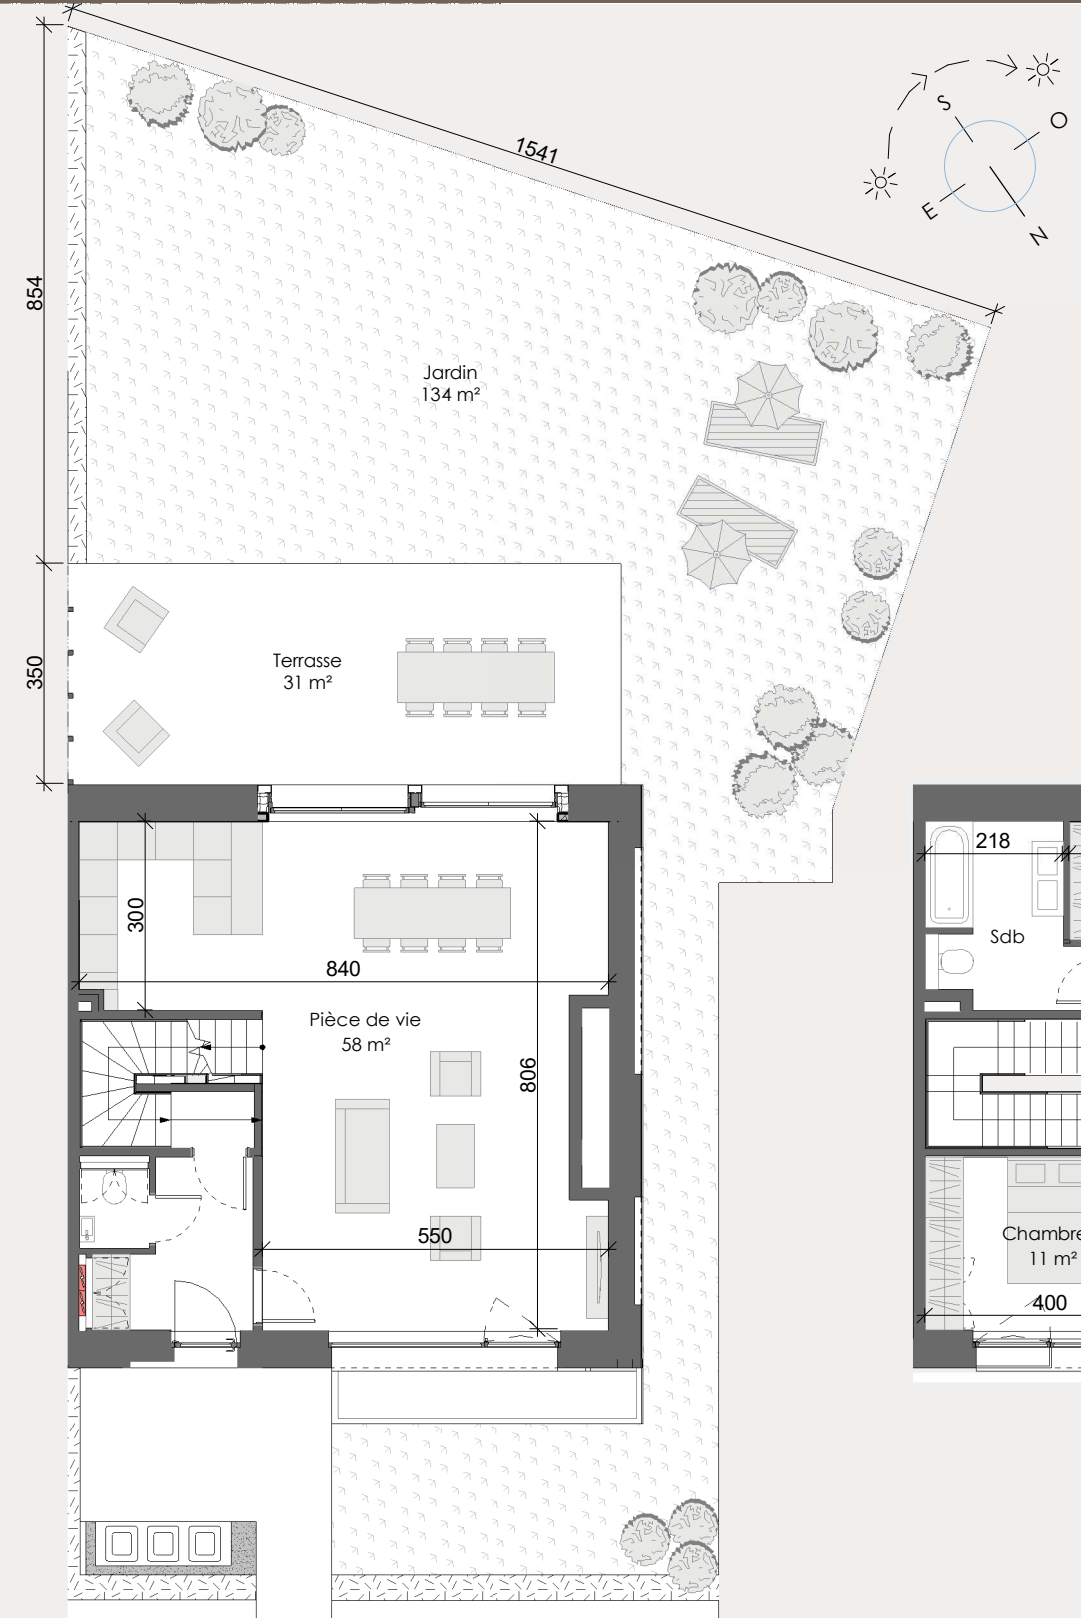 1541
S
O
E
N
854
Jardin
134 m²
350
Terrasse
31 m²
218
300
Sdb
840
Pièce de vie
58 m²
806
550
Chambre
11 m²
400